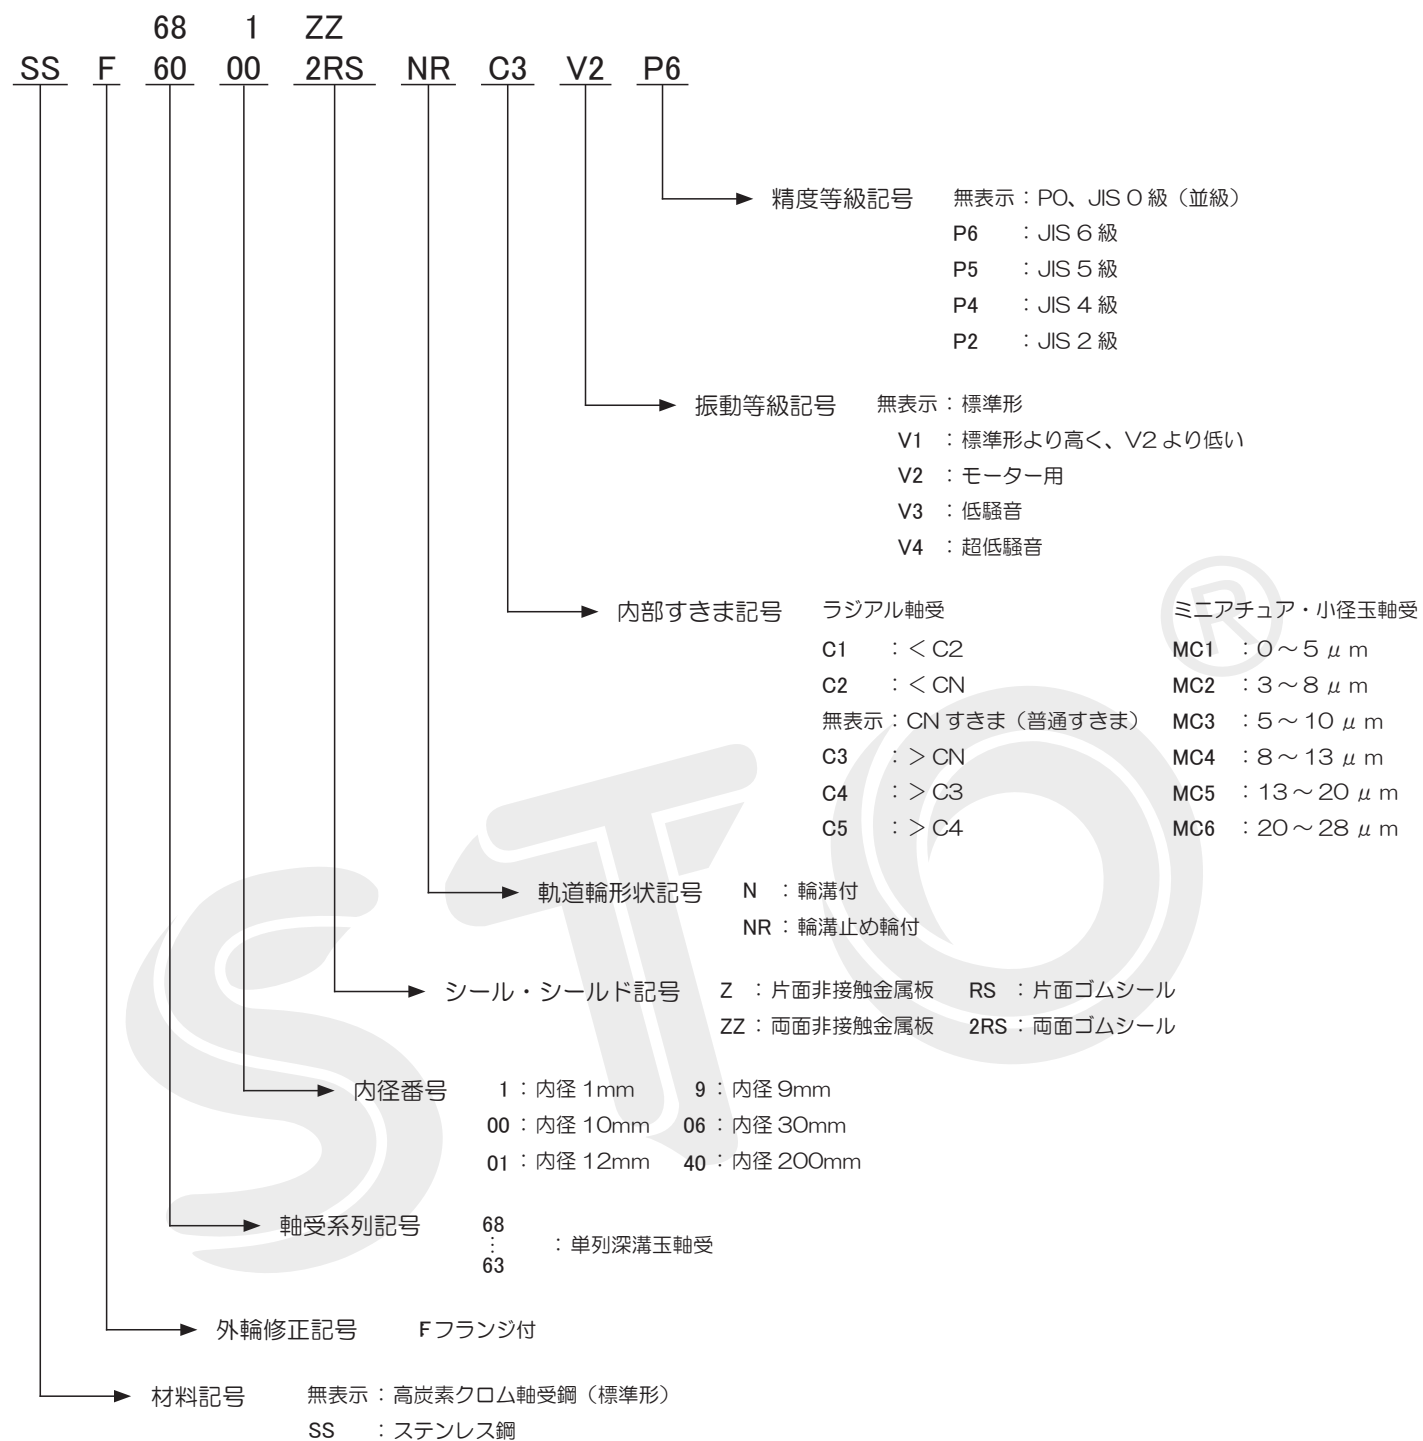 68 1 ZZ
SS F 60 00 2RS NR C3 V2 P6
精度等級記号 無表示：P0、JIS 0 級（並級）
P6 ：JIS 6 級
P5 ：JIS 5 級
P4 ：JIS 4 級
P2 ：JIS 2 級
振動等級記号 無表示：標準形
V1 ：標準形より高く、V2 より低い
V2 ：モーター用
V3 ：低騒音
V4 ：超低騒音
内部すきま記号 ラジアル軸受 ミニアチュア・小径玉軸受
C1 ：＜ C2 MC1 ：0 〜 5 μ m
C2 ：＜ CN MC2 ：3 〜 8 μ m
無表示：CN すきま（普通すきま） MC3 ：5 〜 10 μ m
C3 ：＞ CN MC4 ：8 〜 13 μ m
C4 ：＞ C3 MC5 ：13 〜 20 μ m
C5 ：＞ C4 MC6 ：20 〜 28 μ m
軌道輪形状記号 N ：輪溝付
NR ：輪溝止め輪付
シール・シールド記号 Z ：片面非接触金属板 RS ：片面ゴムシール
ZZ：両面非接触金属板 2RS：両面ゴムシール
内径番号 1：内径 1mm 9：内径 9mm
00：内径 10mm 06：内径 30mm
01：内径 12mm 40：内径 200mm
軸受系列記号 68
⋮ ：単列深溝玉軸受
63
外輪修正記号 F：フランジ付
材料記号 無表示：高炭素クロム軸受鋼（標準形）
SS ：ステンレス鋼
STO®